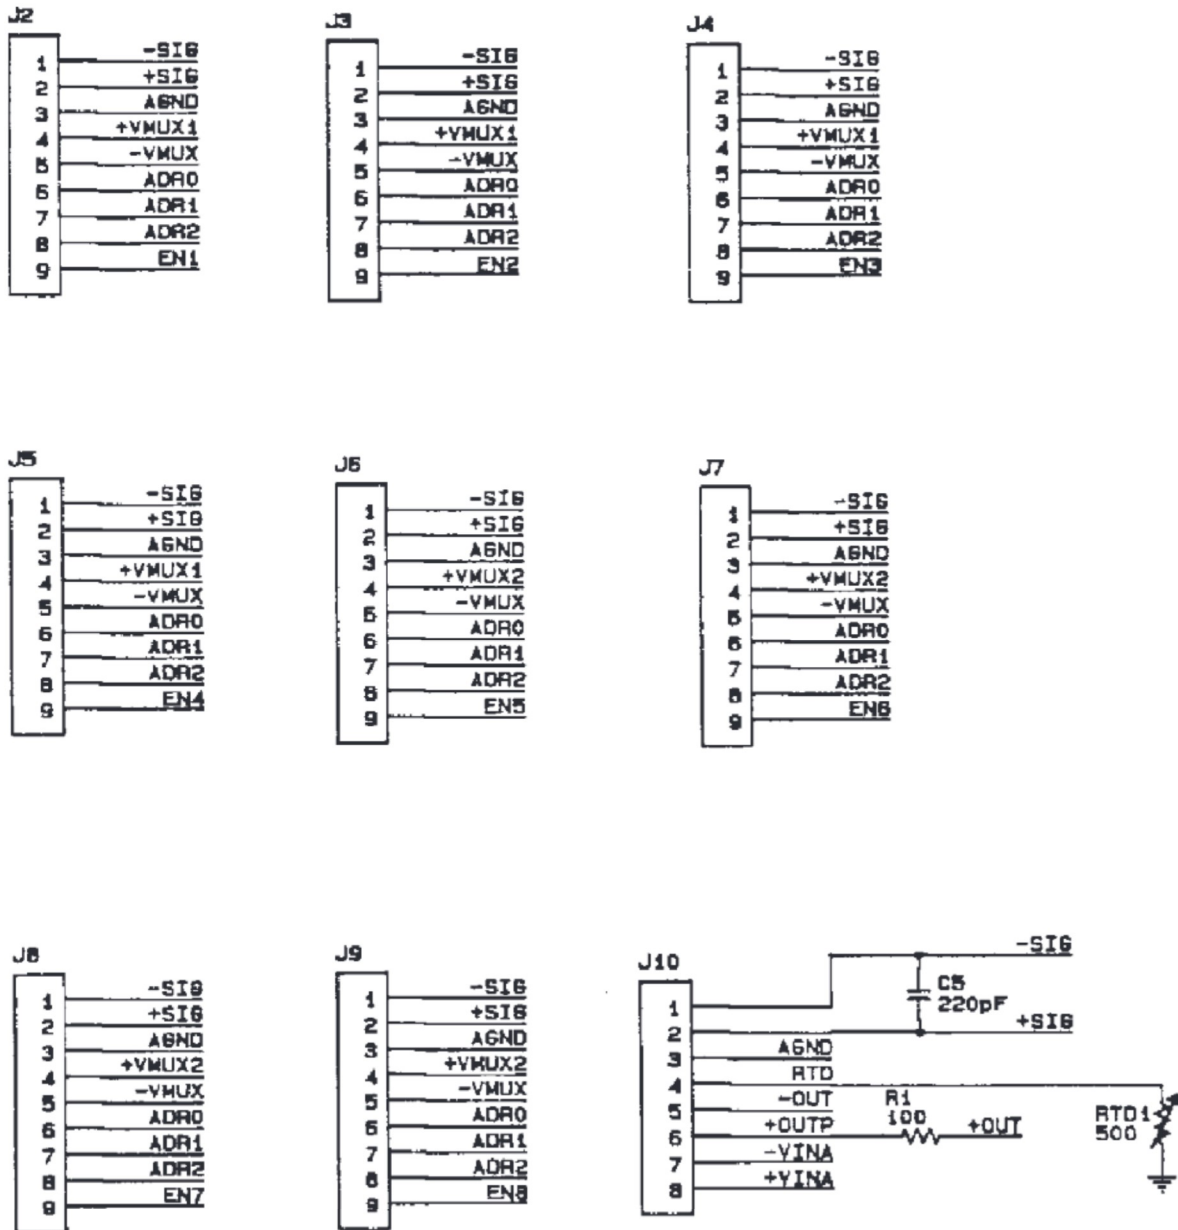 J2
1 -SIG
2 +SIG
3 AGND
4 +VMUX1
5 -VMUX
6 ADR0
7 ADR1
8 ADR2
9 EN1
J3
1 -SIG
2 +SIG
3 AGND
4 +VMUX1
5 -VMUX
6 ADR0
7 ADR1
8 ADR2
9 EN2
J4
1 -SIG
2 +SIG
3 AGND
4 +VMUX1
5 -VMUX
6 ADR0
7 ADR1
8 ADR2
9 EN3
J5
1 -SIG
2 +SIG
3 AGND
4 +VMUX1
5 -VMUX
6 ADR0
7 ADR1
8 ADR2
9 EN4
J6
1 -SIG
2 +SIG
3 AGND
4 +VMUX2
5 -VMUX
6 ADR0
7 ADR1
8 ADR2
9 EN5
J7
1 -SIG
2 +SIG
3 AGND
4 +VMUX2
5 -VMUX
6 ADR0
7 ADR1
8 ADR2
9 EN6
J8
1 -SIG
2 +SIG
3 AGND
4 +VMUX2
5 -VMUX
6 ADR0
7 ADR1
8 ADR2
9 EN7
J9
1 -SIG
2 +SIG
3 AGND
4 +VMUX2
5 -VMUX
6 ADR0
7 ADR1
8 ADR2
9 EN8
J10
1 -SIG
C5
220pF
2 +SIG
3 AGND
4 RTD
5 -OUT
6 +OUTP
7 -VINA
8 +VINA
R1
100
+OUT
RTD1
500